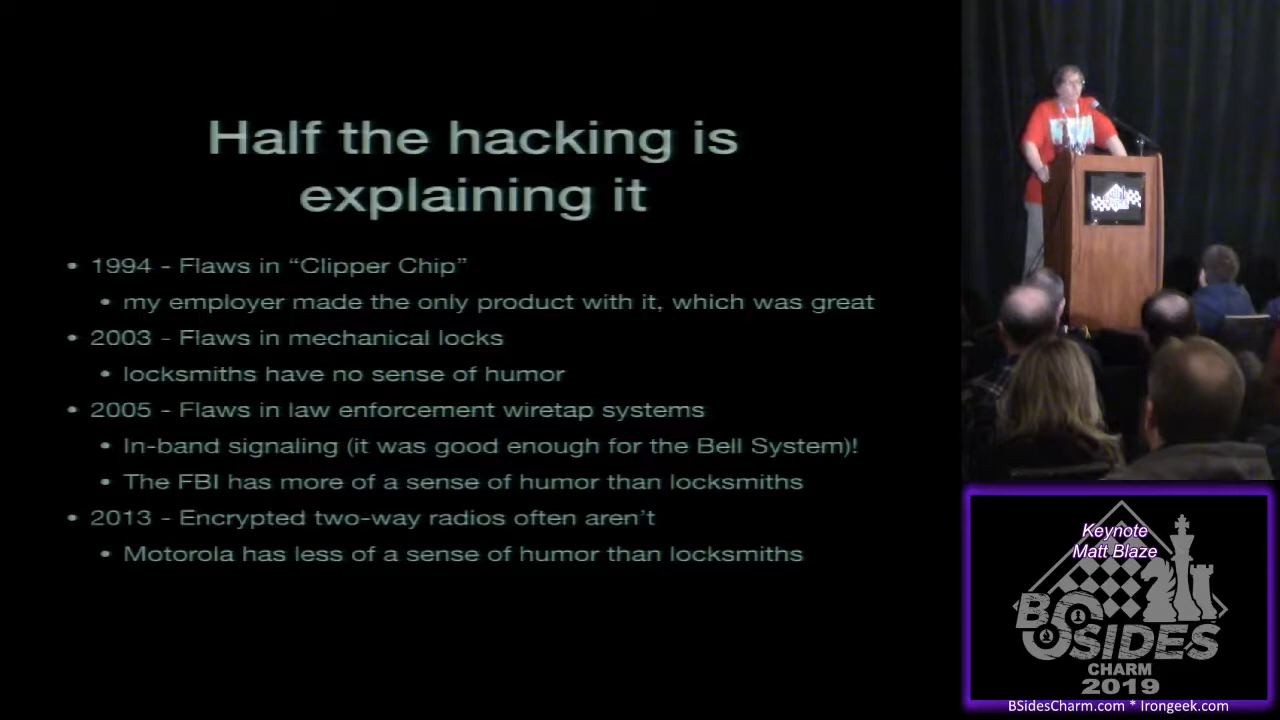 Half the hacking is
explaining it
• 1994 - Flaws in “Clipper Chip”
• my employer made the only product with it, which was great
• 2003 - Flaws in mechanical locks
• locksmiths have no sense of humor
• 2005 - Flaws in law enforcement wiretap systems
• In-band signaling (it was good enough for the Bell System)!
• The FBI has more of a sense of humor than locksmiths
• 2013 - Encrypted two-way radios often aren’t
• Motorola has less of a sense of humor than locksmiths
Keynote
Matt Blaze
BSIDES
CHARM
2019
BSidesCharm.com * Irongeek.com